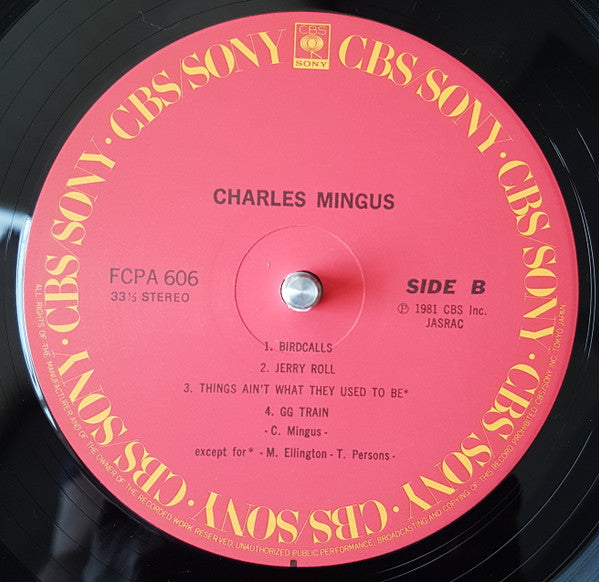 CBS
SONY
CBS/SONY · CBS SONY · CBS SONY · CBS/SONY · CBS/SONY · CBS/SONY · CBS/SONY · CBS/SONY
CHARLES MINGUS
FCPA 606
33⅓ STEREO
SIDE B
℗ 1981 CBS Inc.
JASRAC
1. BIRDCALLS
2. JERRY ROLL
3. THINGS AIN'T WHAT THEY USED TO BE*
4. GG TRAIN
- C. Mingus -
except for* - M. Ellington - T. Persons -
ALL RIGHTS OF THE MANUFACTURER AND OF THE OWNER OF THE RECORDED WORK RESERVED. UNAUTHORIZED PUBLIC PERFORMANCE, BROADCASTING AND COPYING OF THIS RECORD PROHIBITED. CBS/SONY INC. TOKYO JAPAN